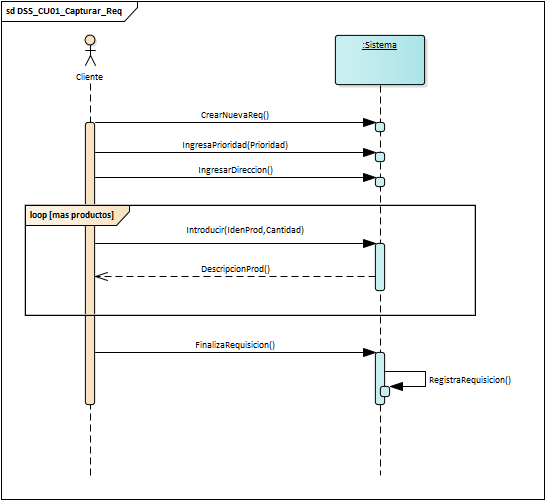 sd DSS_CU01_Capturar_Req
:Sistema
Cliente
CrearNuevaReq()
IngresaPrioridad(Prioridad)
IngresarDireccion()
loop [mas productos]
Introducir(IdenProd,Cantidad)
DescripcionProd()
FinalizaRequisicion()
RegistraRequisicion()